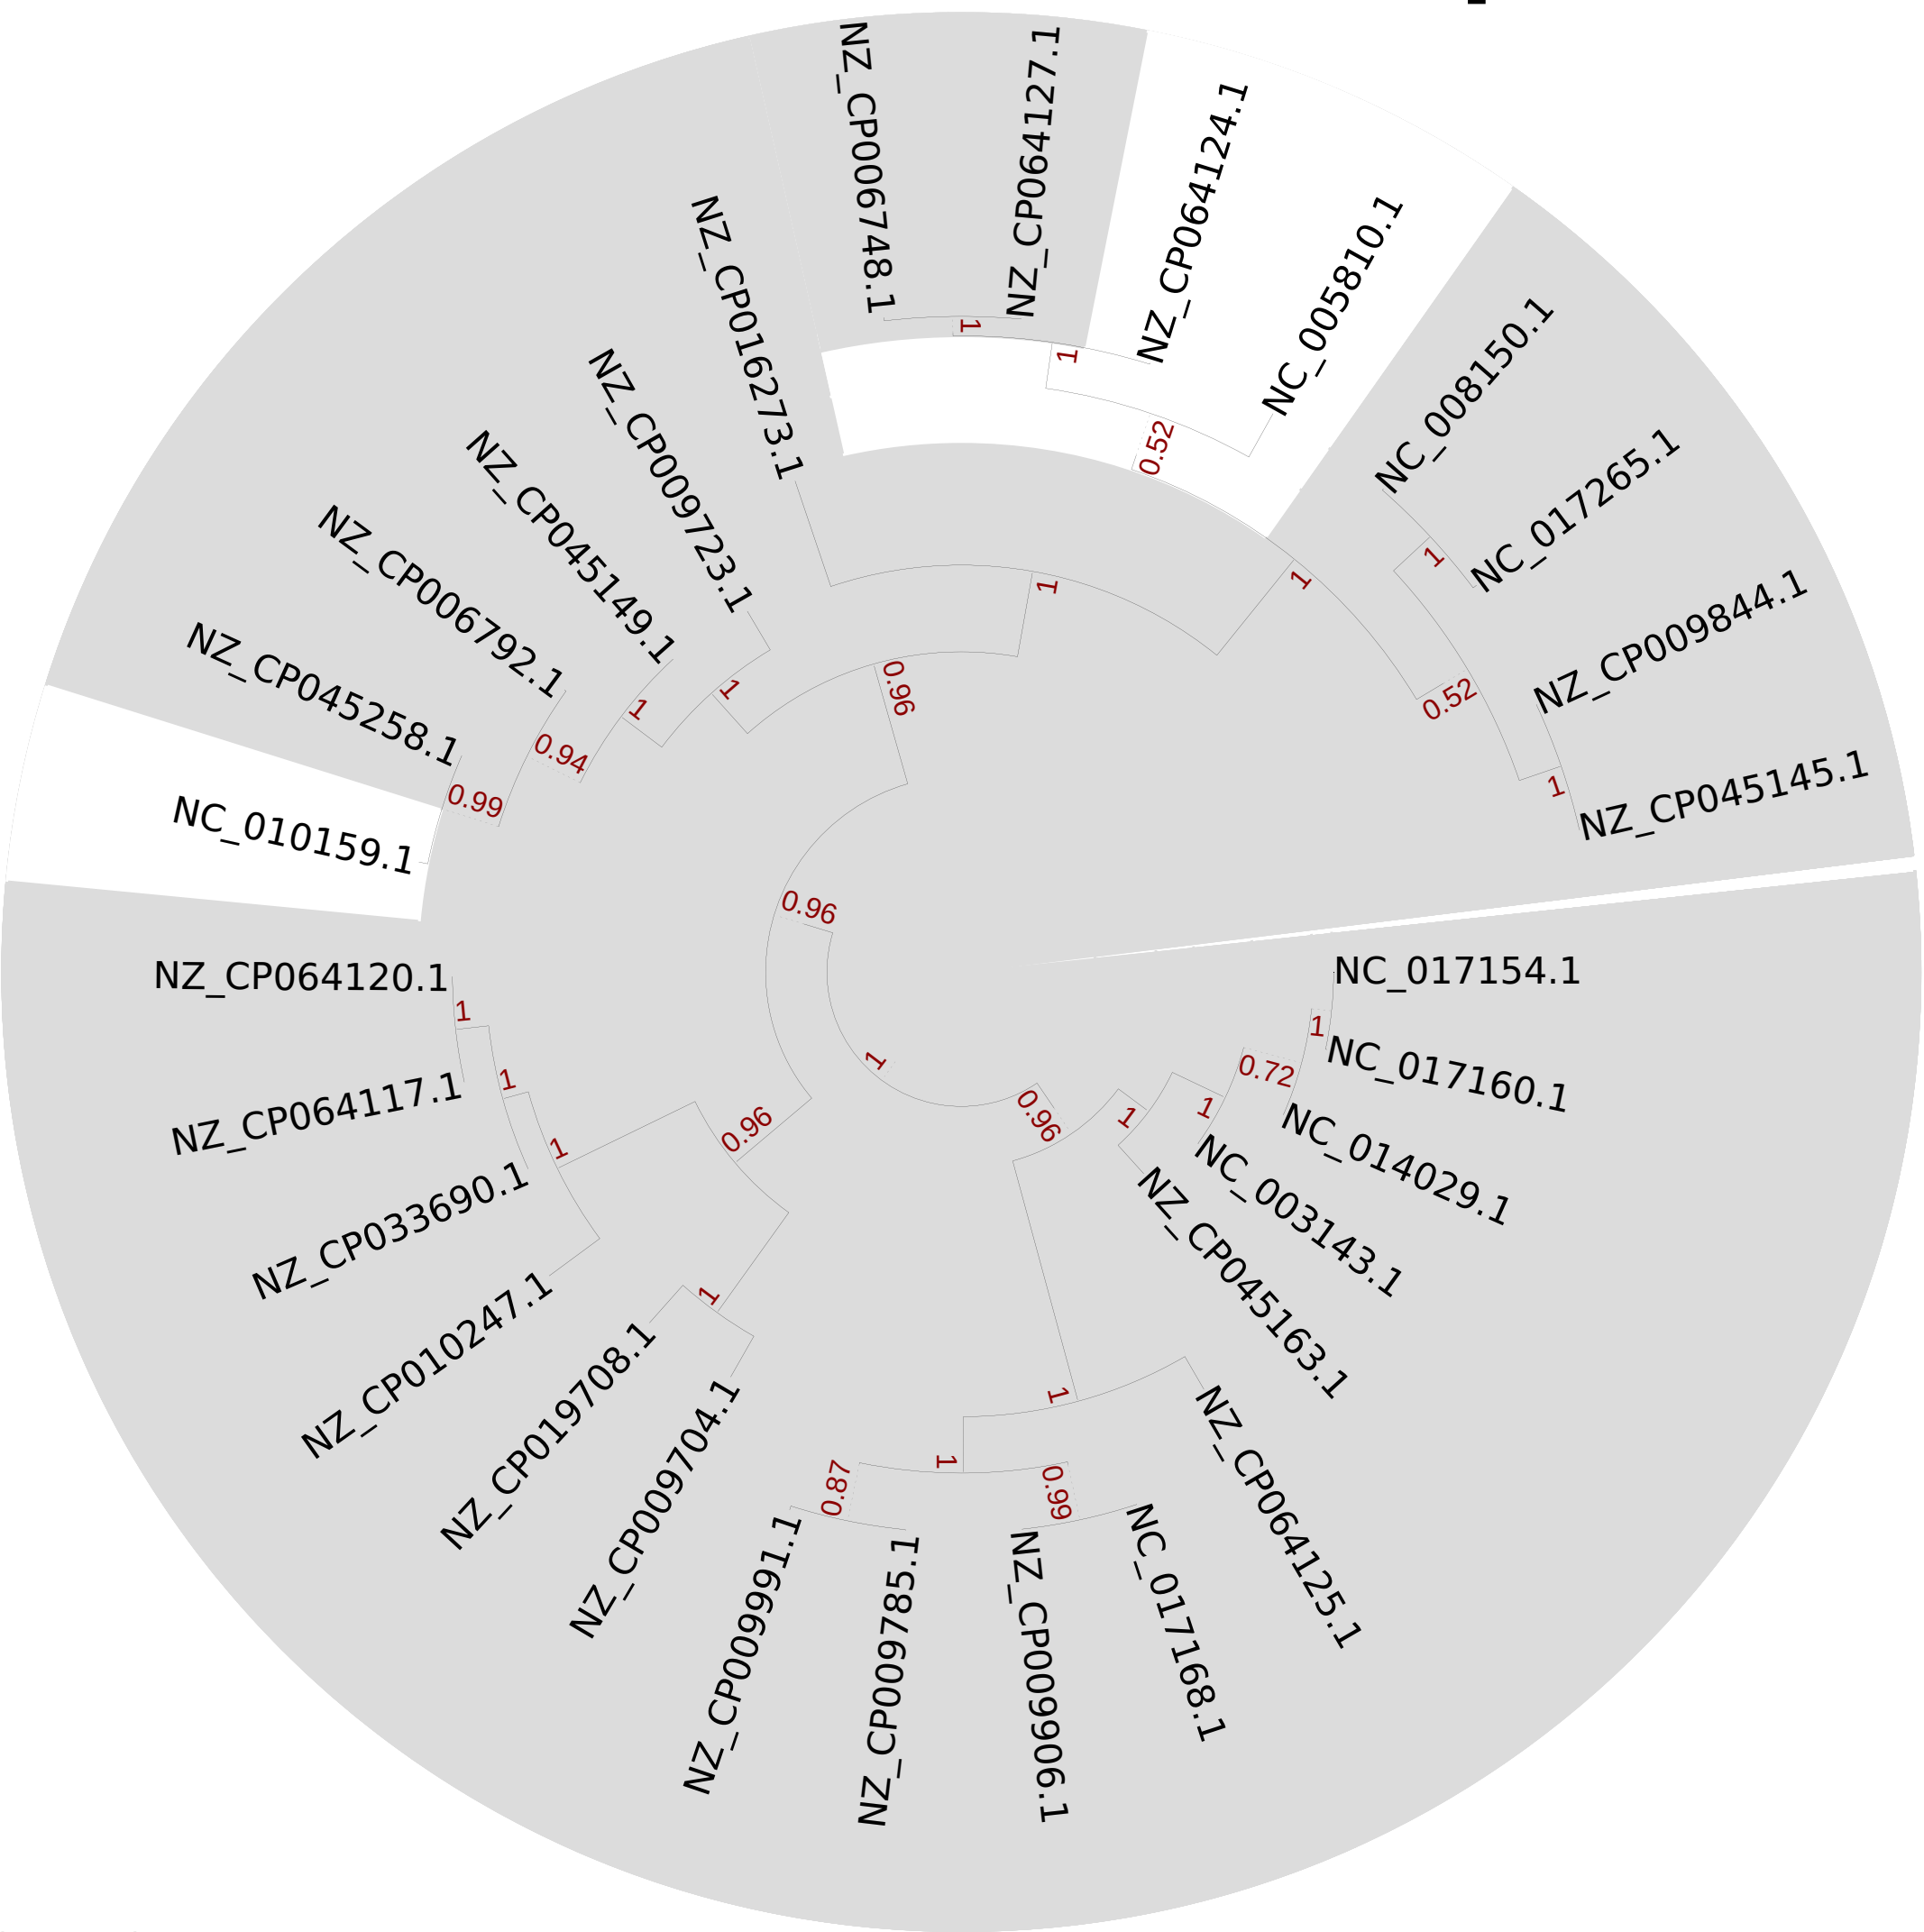 NZ_CP006748.1
NZ_CP064127.1
NZ_CP064124.1
NC_005810.1
NC_008150.1
NC_017265.1
NZ_CP009844.1
NZ_CP045145.1
NC_017154.1
NC_017160.1
NC_014029.1
NC_003143.1
NZ_CP045163.1
NZ_CP064125.1
NC_017168.1
NZ_CP009906.1
NZ_CP009785.1
NZ_CP009991.1
NZ_CP009704.1
NZ_CP019708.1
NZ_CP010247.1
NZ_CP033690.1
NZ_CP064117.1
NZ_CP064120.1
NC_010159.1
NZ_CP045258.1
NZ_CP006792.1
NZ_CP045149.1
NZ_CP009723.1
NZ_CP016273.1
1
1
0.52
1
1
0.52
1
1
0.96
1
1
0.94
0.99
0.96
1
0.96
1
1
0.72
1
1
1
0.99
0.87
1
0.96
1
1
1